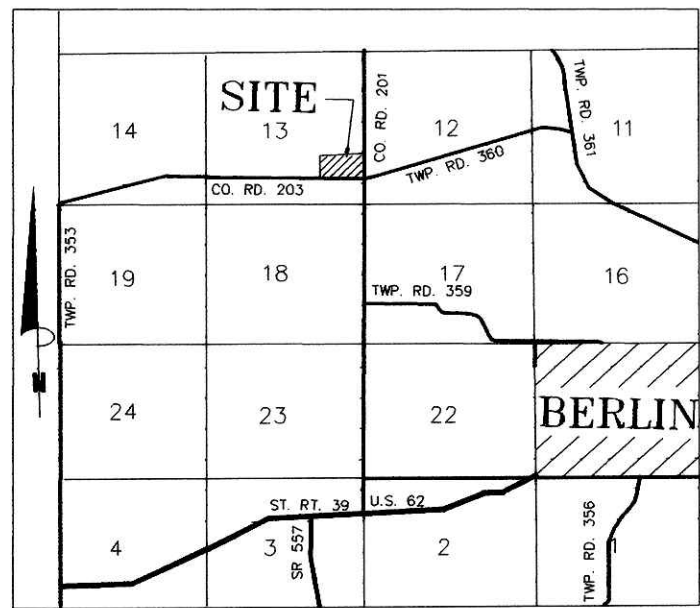 SITE
14
13
12
11
CO. RD. 201
TWP. RD. 361
TWP. RD. 360
CO. RD. 203
TWP. RD. 353
19
18
17
16
TWP. RD. 359
N
24
23
22
BERLIN
ST. RT. 39
U.S. 62
SR 557
TWP. RD. 356
4
3
2
1